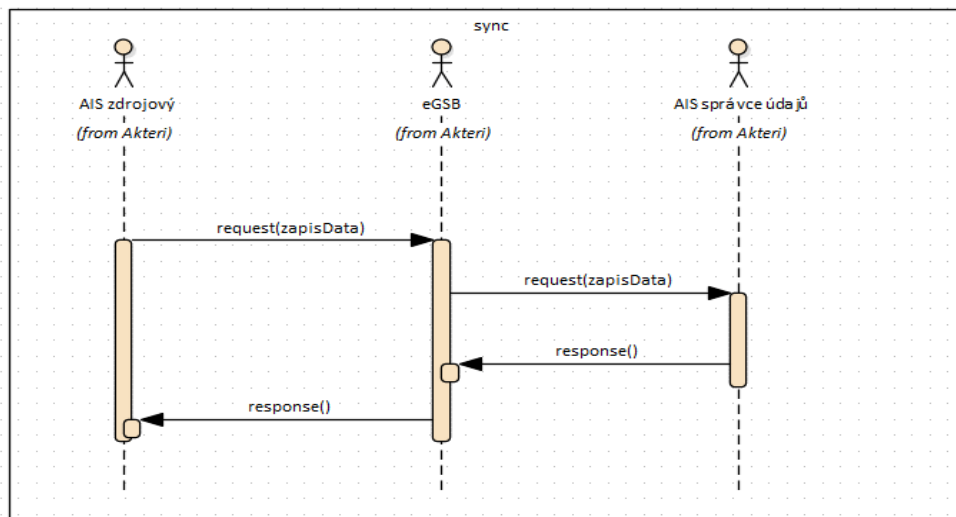 sync
AIS zdrojový
(from Akteri)
eGSB
(from Akteri)
AIS správce údajů
(from Akteri)
request(zapisData)
request(zapisData)
response()
response()